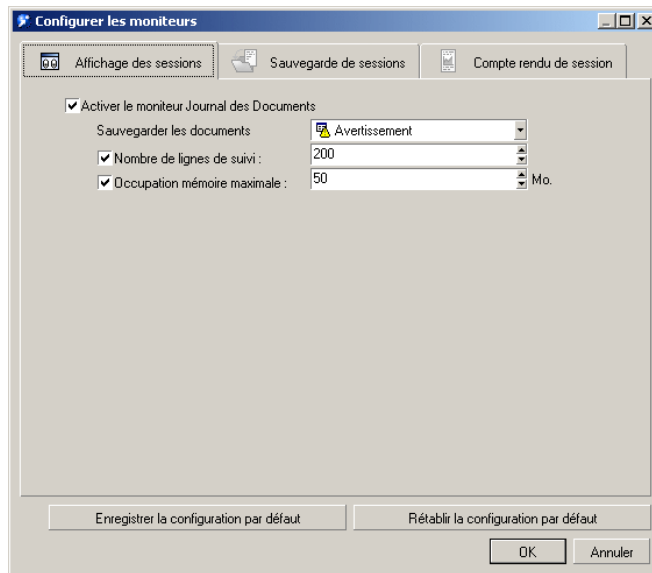 Configurer les moniteurs
Affichage des sessions
Sauvegarde de sessions
Compte rendu de session
Activer le moniteur Journal des Documents
Sauvegarder les documents
Avertissement
Nombre de lignes de suivi :
200
Occupation mémoire maximale :
50
Mo.
Enregistrer la configuration par défaut
Rétablir la configuration par défaut
OK
Annuler